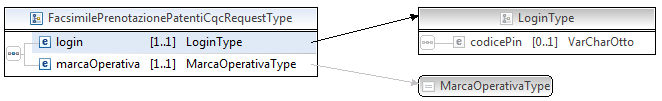 FacsimilePrenotazionePatentiCqcRequestType
e login [1..1] LoginType
e marcaOperativa [1..1] MarcaOperativaType
LoginType
e codicePin [0..1] VarCharOtto
MarcaOperativaType